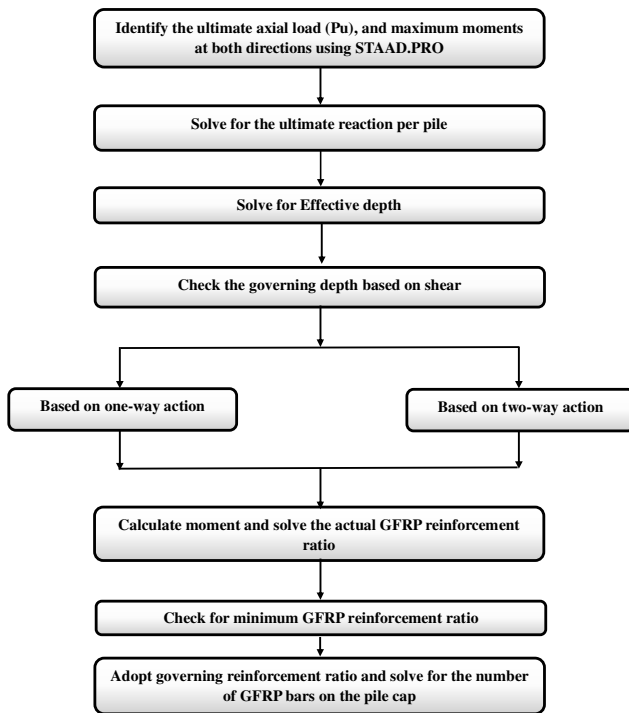 Identify the ultimate axial load (Pu), and maximum moments
at both directions using STAAD.PRO
Solve for the ultimate reaction per pile
Solve for Effective depth
Check the governing depth based on shear
Based on one-way action
Based on two-way action
Calculate moment and solve the actual GFRP reinforcement
ratio
Check for minimum GFRP reinforcement ratio
Adopt governing reinforcement ratio and solve for the number
of GFRP bars on the pile cap